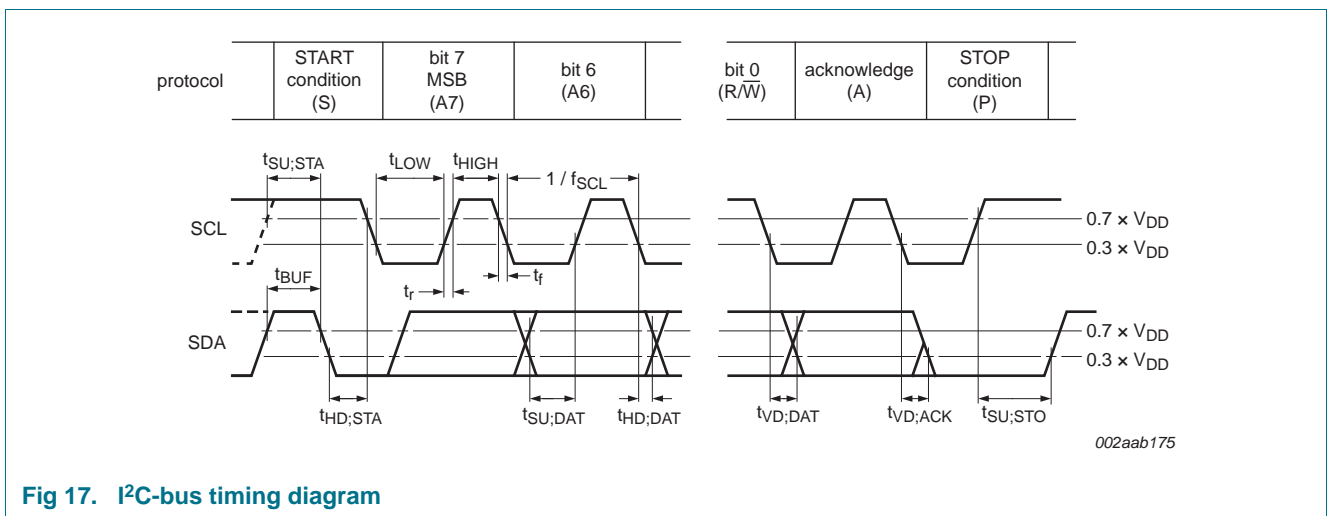 protocol
START
condition
(S)
bit 7
MSB
(A7)
bit 6
(A6)
bit 0
(R/W̅)
acknowledge
(A)
STOP
condition
(P)
tSU;STA
tLOW
tHIGH
1 / fSCL
SCL
0.7 × VDD
0.3 × VDD
tBUF
tr
tf
SDA
0.7 × VDD
0.3 × VDD
tHD;STA
tSU;DAT
tHD;DAT
tVD;DAT
tVD;ACK
tSU;STO
002aab175
Fig 17. I²C-bus timing diagram